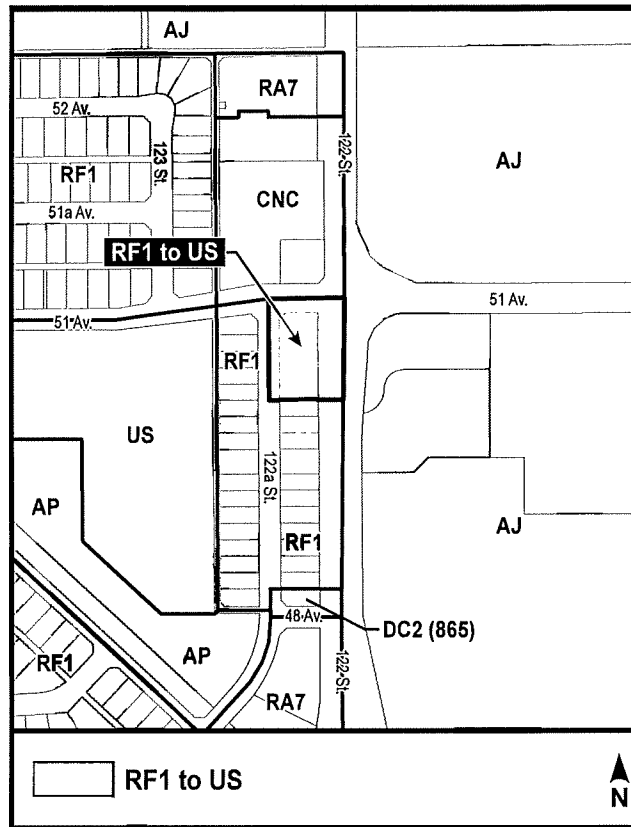 AJ
RA7
52 Av.
123 St.
122 St.
RF1
CNC
AJ
51a Av.
RF1 to US
51 Av.
51 Av.
RF1
US
122a St.
AP
RF1
AJ
48 Av.
DC2 (865)
RF1
AP
122 St.
RA7
RF1 to US
N